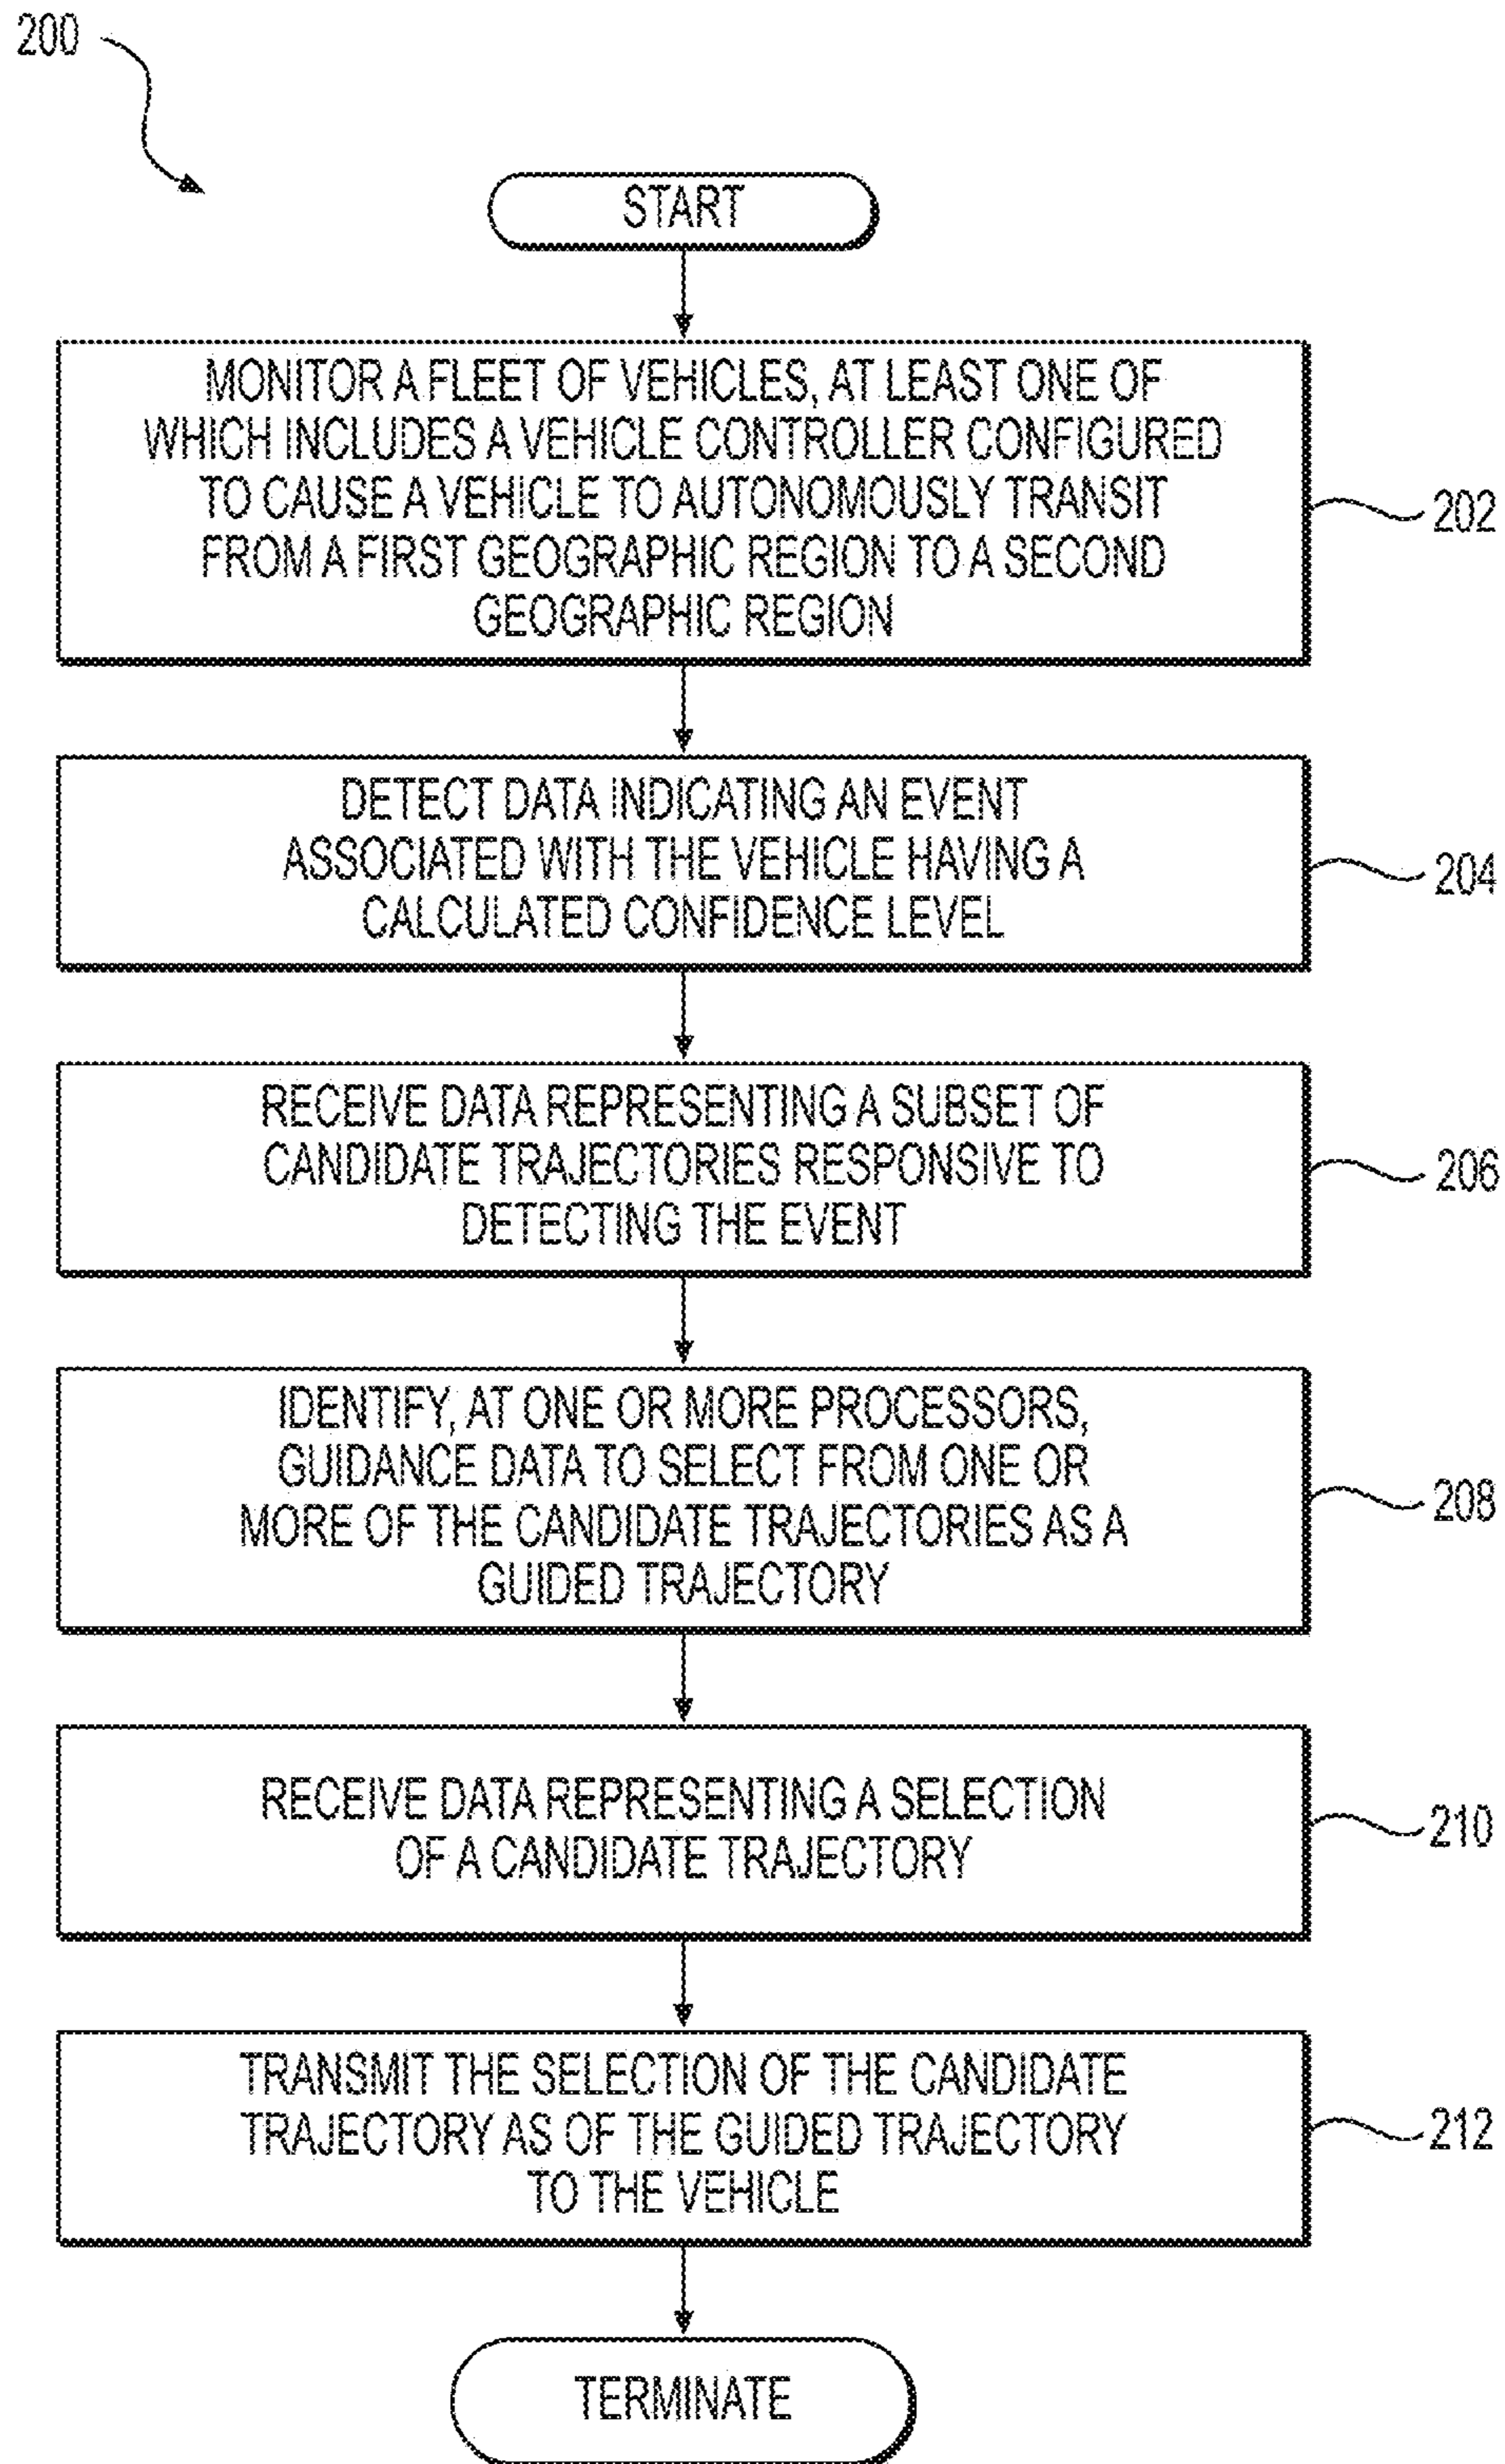 200
START
MONITOR A FLEET OF VEHICLES, AT LEAST ONE OF
WHICH INCLUDES A VEHICLE CONTROLLER CONFIGURED
TO CAUSE A VEHICLE TO AUTONOMOUSLY TRANSIT
FROM A FIRST GEOGRAPHIC REGION TO A SECOND
GEOGRAPHIC REGION
202
DETECT DATA INDICATING AN EVENT
ASSOCIATED WITH THE VEHICLE HAVING A
CALCULATED CONFIDENCE LEVEL
204
RECEIVE DATA REPRESENTING A SUBSET OF
CANDIDATE TRAJECTORIES RESPONSIVE TO
DETECTING THE EVENT
206
IDENTIFY, AT ONE OR MORE PROCESSORS,
GUIDANCE DATA TO SELECT FROM ONE OR
MORE OF THE CANDIDATE TRAJECTORIES AS A
GUIDED TRAJECTORY
208
RECEIVE DATA REPRESENTING A SELECTION
OF A CANDIDATE TRAJECTORY
210
TRANSMIT THE SELECTION OF THE CANDIDATE
TRAJECTORY AS OF THE GUIDED TRAJECTORY
TO THE VEHICLE
212
TERMINATE